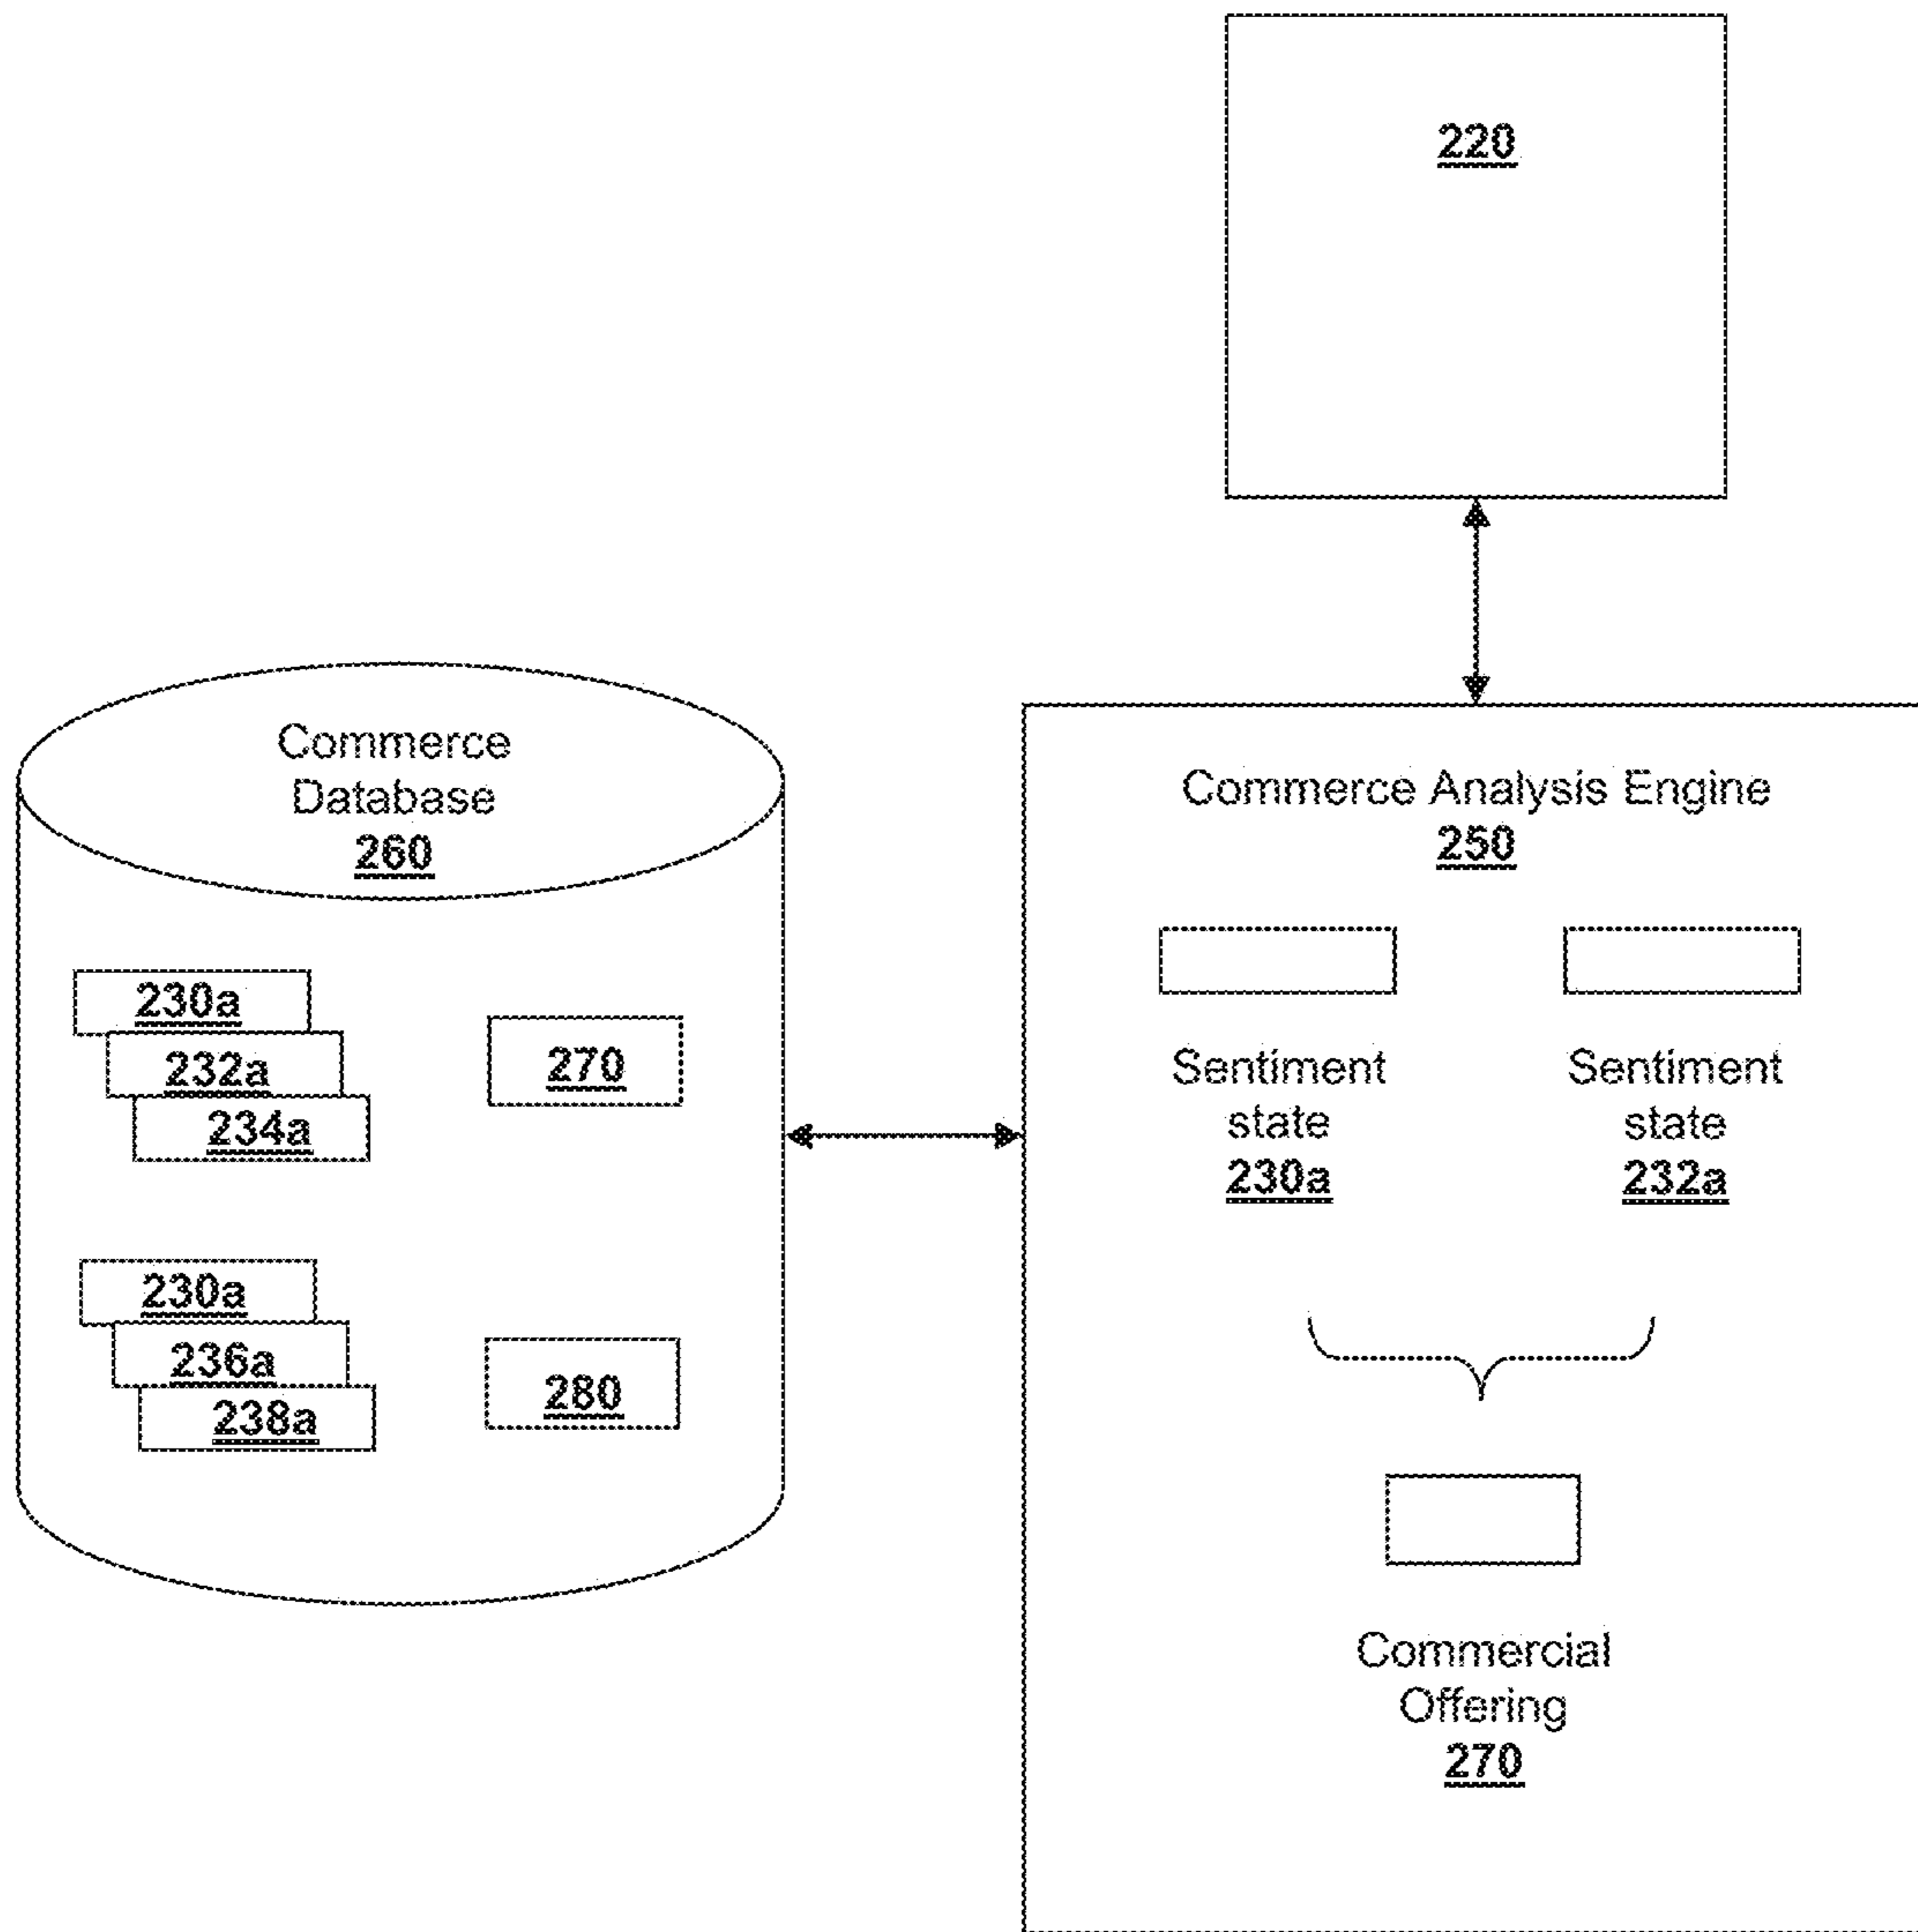 220
Commerce
Database
260
230a
232a
234a
270
230a
236a
238a
280
Commerce Analysis Engine
250
Sentiment
state
230a
Sentiment
state
232a
Commercial
Offering
270